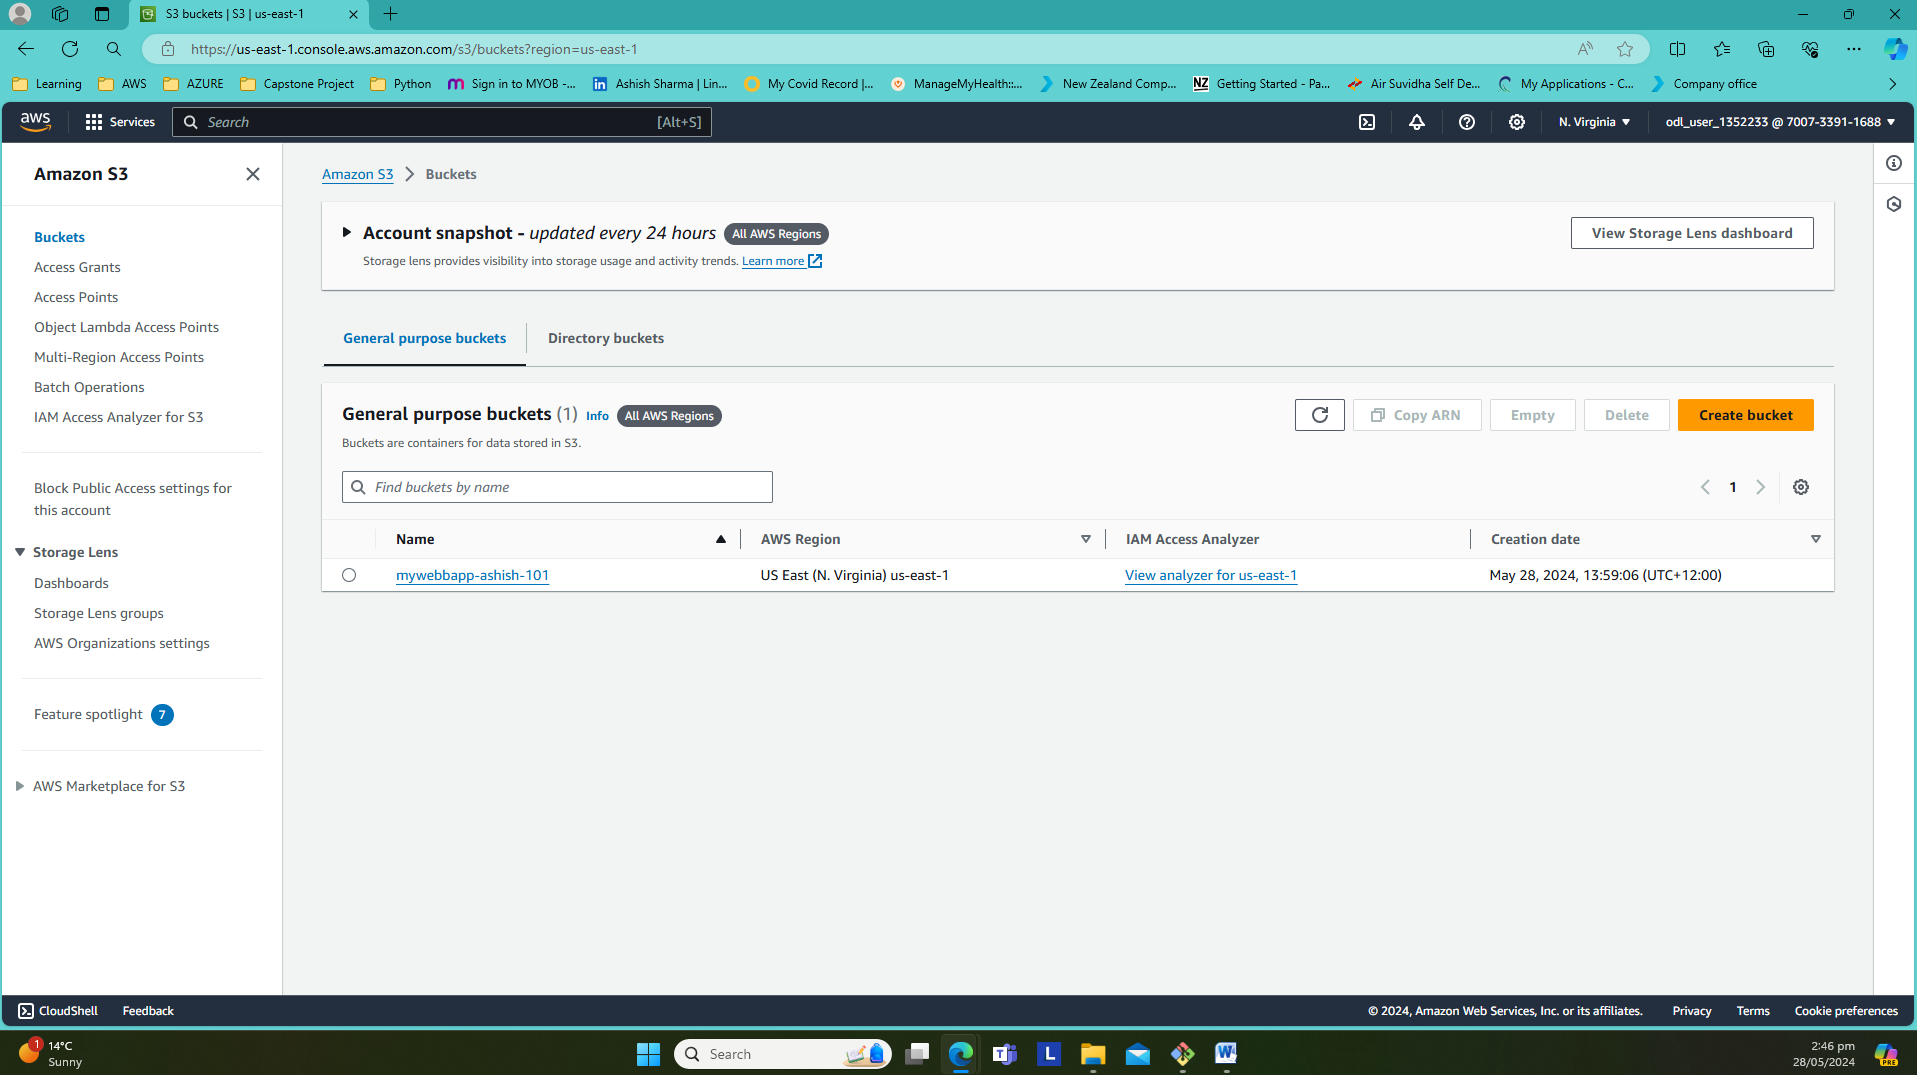 S3 buckets | S3 | us-east-1
https://us-east-1.console.aws.amazon.com/s3/buckets?region=us-east-1
Learning AWS AZURE Capstone Project Python Sign in to MYOB -... Ashish Sharma | Lin... My Covid Record |... ManageMyHealth::... New Zealand Comp... NZ Getting Started - Pa... Air Suvidha Self De... My Applications - C... Company office
aws Services Search [Alt+S] N. Virginia odl_user_1352233 @ 7007-3391-1688
Amazon S3
Buckets
Access Grants
Access Points
Object Lambda Access Points
Multi-Region Access Points
Batch Operations
IAM Access Analyzer for S3
Block Public Access settings for
this account
Storage Lens
Dashboards
Storage Lens groups
AWS Organizations settings
Feature spotlight 7
AWS Marketplace for S3
Amazon S3 Buckets
Account snapshot - updated every 24 hours All AWS Regions
View Storage Lens dashboard
Storage lens provides visibility into storage usage and activity trends. Learn more
General purpose buckets Directory buckets
General purpose buckets (1) Info All AWS Regions
Copy ARN Empty Delete Create bucket
Buckets are containers for data stored in S3.
Find buckets by name
1
Name AWS Region IAM Access Analyzer Creation date
mywebbapp-ashish-101 US East (N. Virginia) us-east-1 View analyzer for us-east-1 May 28, 2024, 13:59:06 (UTC+12:00)
CloudShell Feedback © 2024, Amazon Web Services, Inc. or its affiliates. Privacy Terms Cookie preferences
1 14°C
Sunny
Search
T
L
W
2:46 pm
28/05/2024
PRE